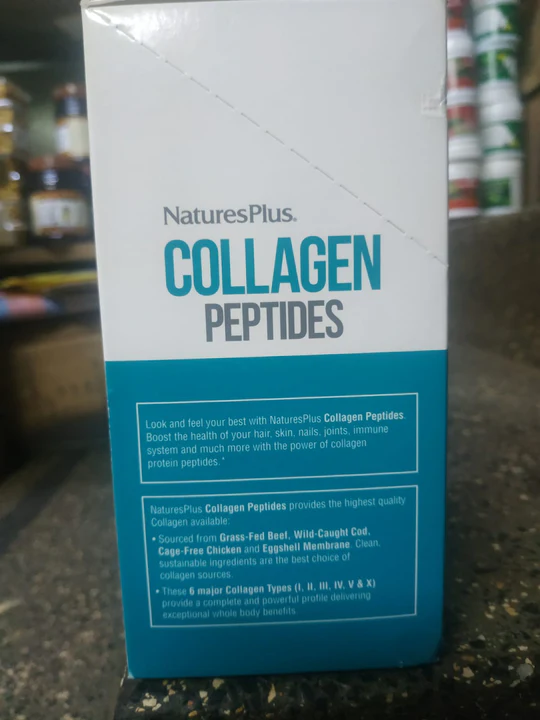 NaturesPlus®
COLLAGEN
PEPTIDES
Look and feel your best with NaturesPlus Collagen Peptides.
Boost the health of your hair, skin, nails, joints, immune
system and much more with the power of collagen
protein peptides.*
NaturesPlus Collagen Peptides provides the highest quality
Collagen available:
• Sourced from Grass-Fed Beef, Wild-Caught Cod,
Cage-Free Chicken and Eggshell Membrane. Clean,
sustainable ingredients are the best choice of
collagen sources.
• These 6 major Collagen Types (I, II, III, IV, V & X)
provide a complete and powerful profile delivering
exceptional whole body benefits.